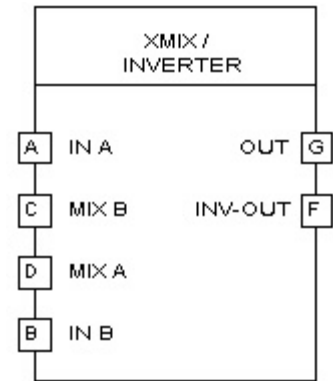 XMIX /
INVERTER
A IN A OUT G
C MIX B INV-OUT F
D MIX A
B IN B